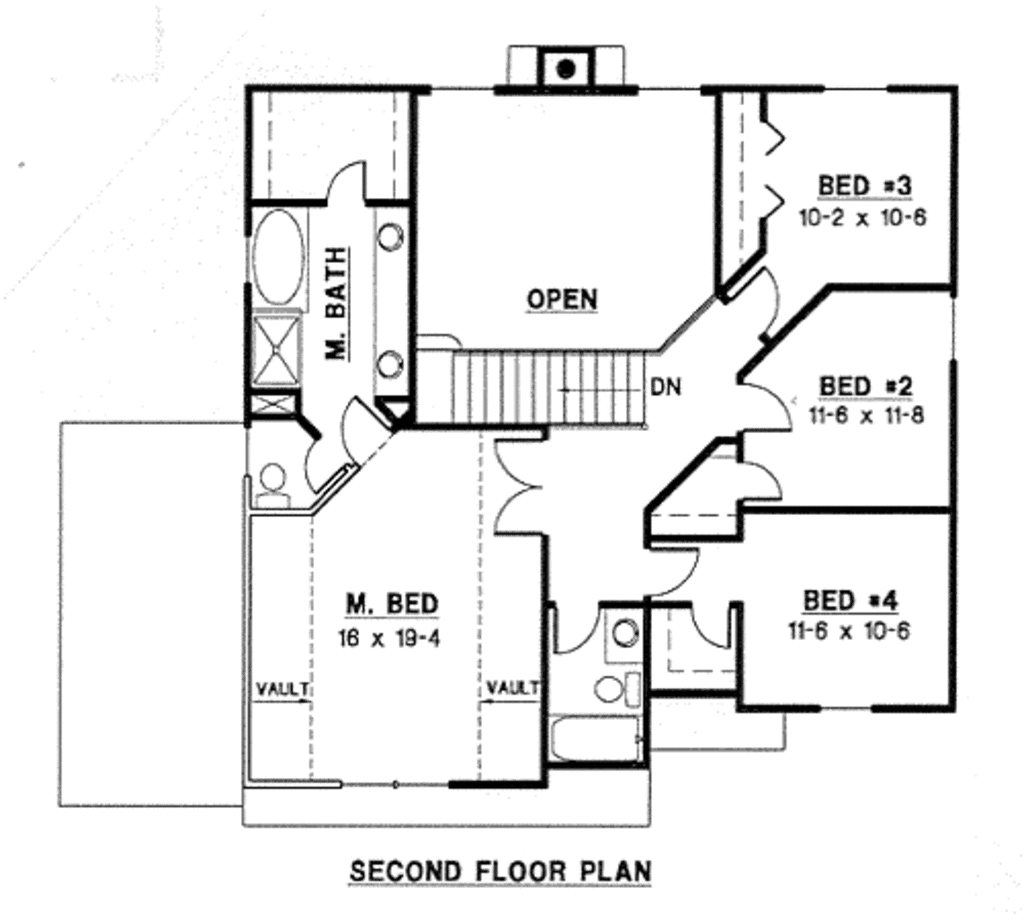 BED #3
10-2 x 10-6
M. BATH
OPEN
DN
BED #2
11-6 x 11-8
M. BED
16 x 19-4
BED #4
11-6 x 10-6
VAULT
VAULT
SECOND FLOOR PLAN